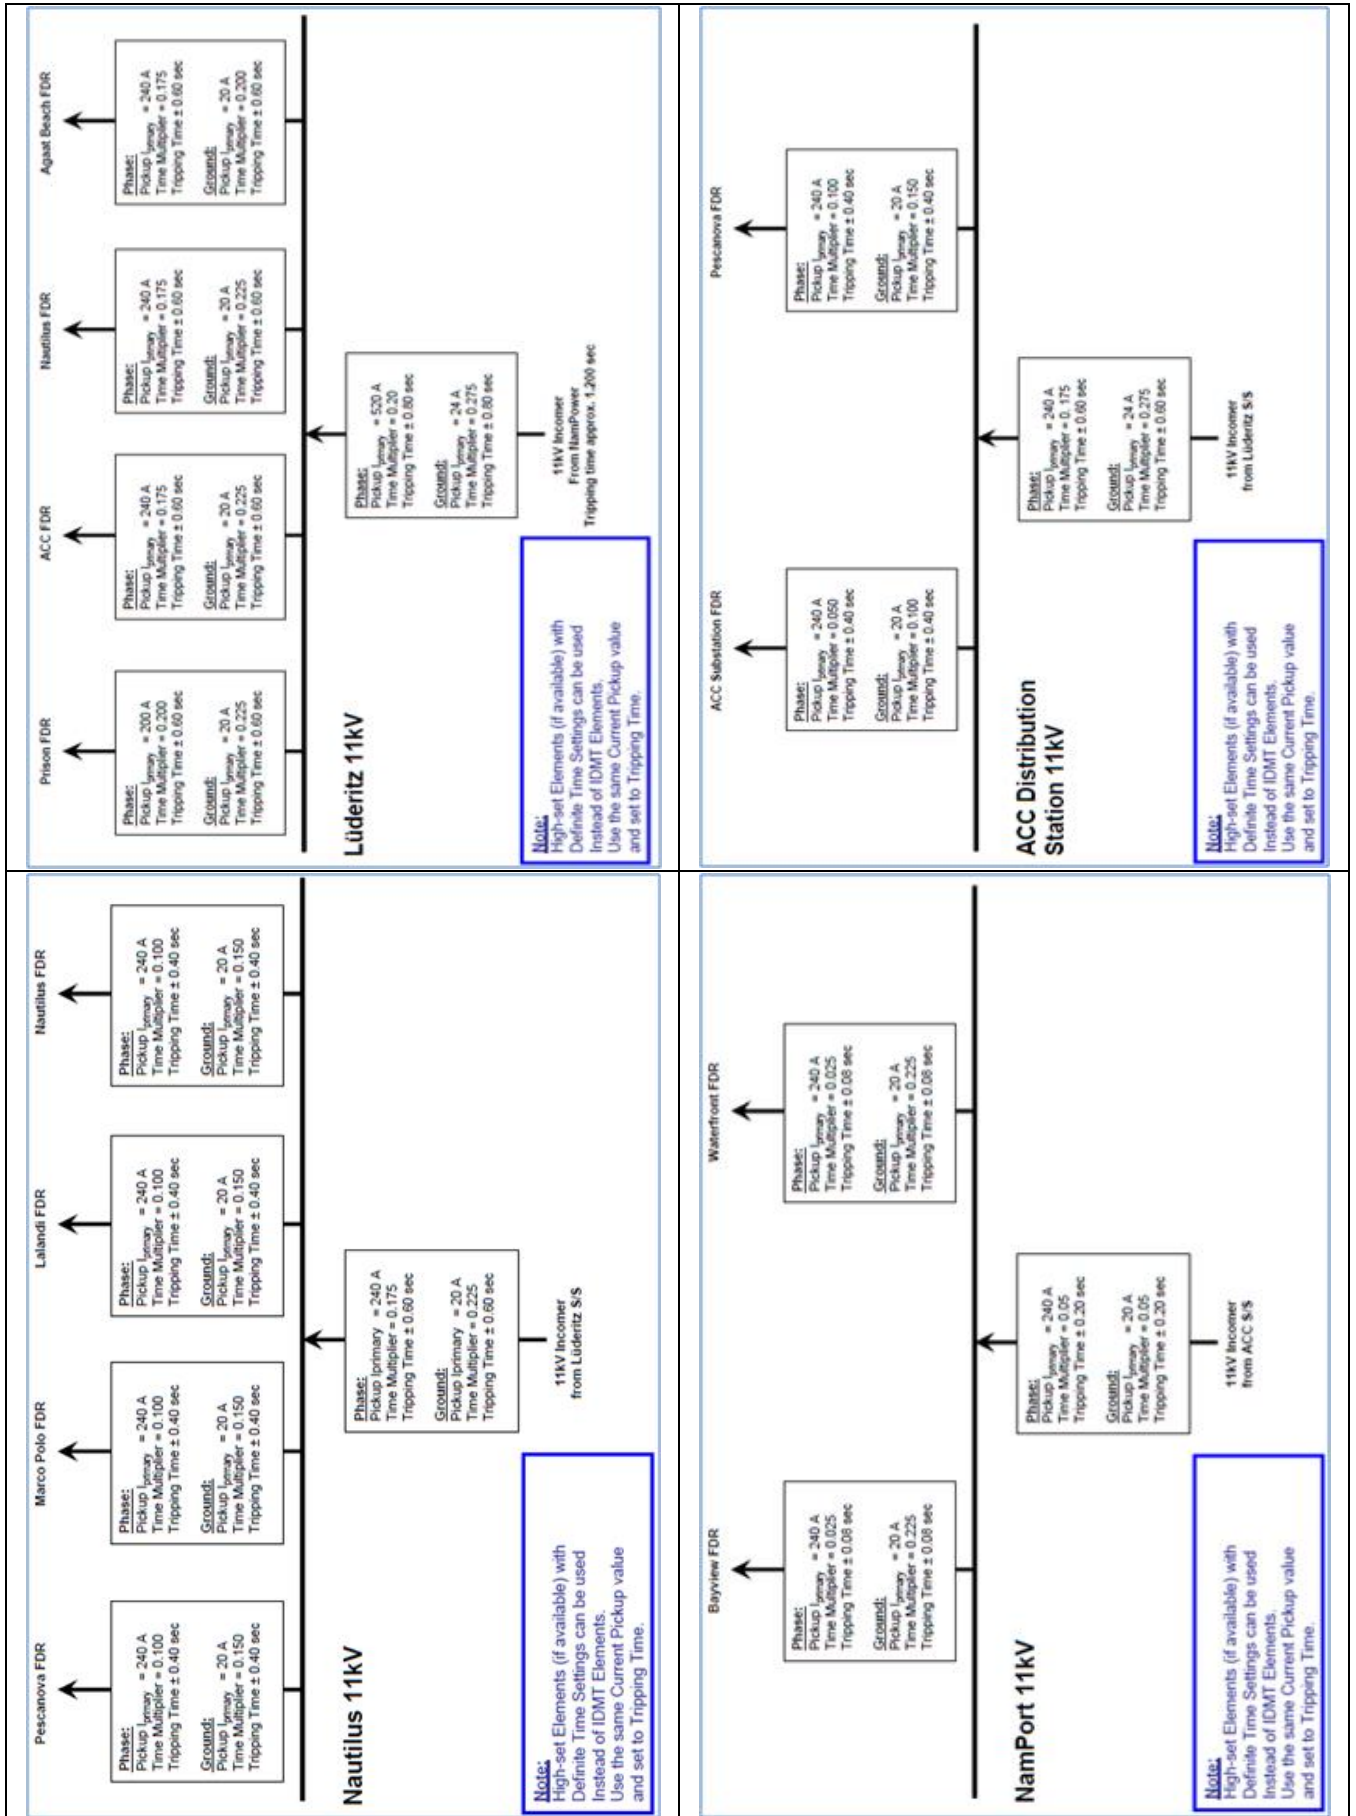 Pescanova FDR
Phase:
Pickup Iprimary = 240 A
Time Multiplier = 0.100
Tripping Time ± 0.40 sec
Ground:
Pickup Iprimary = 20 A
Time Multiplier = 0.150
Tripping Time ± 0.40 sec
Marco Polo FDR
Phase:
Pickup Iprimary = 240 A
Time Multiplier = 0.100
Tripping Time ± 0.40 sec
Ground:
Pickup Iprimary = 20 A
Time Multiplier = 0.150
Tripping Time ± 0.40 sec
Lalandi FDR
Phase:
Pickup Iprimary = 240 A
Time Multiplier = 0.100
Tripping Time ± 0.40 sec
Ground:
Pickup Iprimary = 20 A
Time Multiplier = 0.150
Tripping Time ± 0.40 sec
Nautilus FDR
Phase:
Pickup Iprimary = 240 A
Time Multiplier = 0.100
Tripping Time ± 0.40 sec
Ground:
Pickup Iprimary = 20 A
Time Multiplier = 0.150
Tripping Time ± 0.40 sec
Nautilus 11kV
Phase:
Pickup Iprimary = 240 A
Time Multiplier = 0.175
Tripping Time ± 0.60 sec
Ground:
Pickup Iprimary = 20 A
Time Multiplier = 0.225
Tripping Time ± 0.60 sec
11kV Incomer
from Lüderitz S/S
Note:
High-set Elements (if available) with
Definite Time Settings can be used
Instead of IDMT Elements.
Use the same Current Pickup value
and set to Tripping Time.
Prison FDR
Phase:
Pickup Iprimary = 200 A
Time Multiplier = 0.200
Tripping Time ± 0.60 sec
Ground:
Pickup Iprimary = 20 A
Time Multiplier = 0.225
Tripping Time ± 0.60 sec
ACC FDR
Phase:
Pickup Iprimary = 240 A
Time Multiplier = 0.175
Tripping Time ± 0.60 sec
Ground:
Pickup Iprimary = 20 A
Time Multiplier = 0.225
Tripping Time ± 0.60 sec
Nautilus FDR
Phase:
Pickup Iprimary = 240 A
Time Multiplier = 0.175
Tripping Time ± 0.60 sec
Ground:
Pickup Iprimary = 20 A
Time Multiplier = 0.225
Tripping Time ± 0.60 sec
Agaat Beach FDR
Phase:
Pickup Iprimary = 240 A
Time Multiplier = 0.175
Tripping Time ± 0.60 sec
Ground:
Pickup Iprimary = 20 A
Time Multiplier = 0.200
Tripping Time ± 0.60 sec
Lüderitz 11kV
Phase:
Pickup Iprimary = 520 A
Time Multiplier = 0.20
Tripping Time ± 0.80 sec
Ground:
Pickup Iprimary = 24 A
Time Multiplier = 0.275
Tripping Time ± 0.80 sec
11kV Incomer
From NamPower
Tripping time approx. 1.200 sec
Note:
High-set Elements (if available) with
Definite Time Settings can be used
Instead of IDMT Elements.
Use the same Current Pickup value
and set to Tripping Time.
Bayview FDR
Phase:
Pickup Iprimary = 240 A
Time Multiplier = 0.025
Tripping Time ± 0.08 sec
Ground:
Pickup Iprimary = 20 A
Time Multiplier = 0.225
Tripping Time ± 0.08 sec
Waterfront FDR
Phase:
Pickup Iprimary = 240 A
Time Multiplier = 0.025
Tripping Time ± 0.08 sec
Ground:
Pickup Iprimary = 20 A
Time Multiplier = 0.225
Tripping Time ± 0.08 sec
NamPort 11kV
Phase:
Pickup Iprimary = 240 A
Time Multiplier = 0.05
Tripping Time ± 0.20 sec
Ground:
Pickup Iprimary = 20 A
Time Multiplier = 0.05
Tripping Time ± 0.20 sec
11kV Incomer
from ACC S/S
Note:
High-set Elements (if available) with
Definite Time Settings can be used
Instead of IDMT Elements.
Use the same Current Pickup value
and set to Tripping Time.
ACC Substation FDR
Phase:
Pickup Iprimary = 240 A
Time Multiplier = 0.050
Tripping Time ± 0.40 sec
Ground:
Pickup Iprimary = 20 A
Time Multiplier = 0.100
Tripping Time ± 0.40 sec
Pescanova FDR
Phase:
Pickup Iprimary = 240 A
Time Multiplier = 0.100
Tripping Time ± 0.40 sec
Ground:
Pickup Iprimary = 20 A
Time Multiplier = 0.150
Tripping Time ± 0.40 sec
ACC Distribution
Station 11kV
Phase:
Pickup Iprimary = 240 A
Time Multiplier = 0. 175
Tripping Time ± 0.60 sec
Ground:
Pickup Iprimary = 24 A
Time Multiplier = 0.275
Tripping Time ± 0.60 sec
11kV Incomer
from Lüderitz S/S
Note:
High-set Elements (if available) with
Definite Time Settings can be used
Instead of IDMT Elements.
Use the same Current Pickup value
and set to Tripping Time.